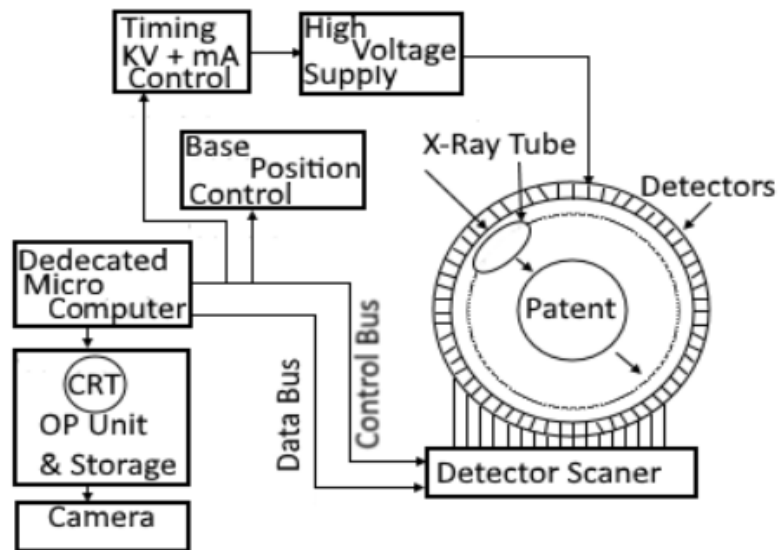 Timing
KV + mA
Control
High
Voltage
Supply
Base
Position
Control
X-Ray Tube
Detectors
Dedecated
Micro
Computer
Patent
CRT
OP Unit
& Storage
Data Bus
Control Bus
Detector Scaner
Camera